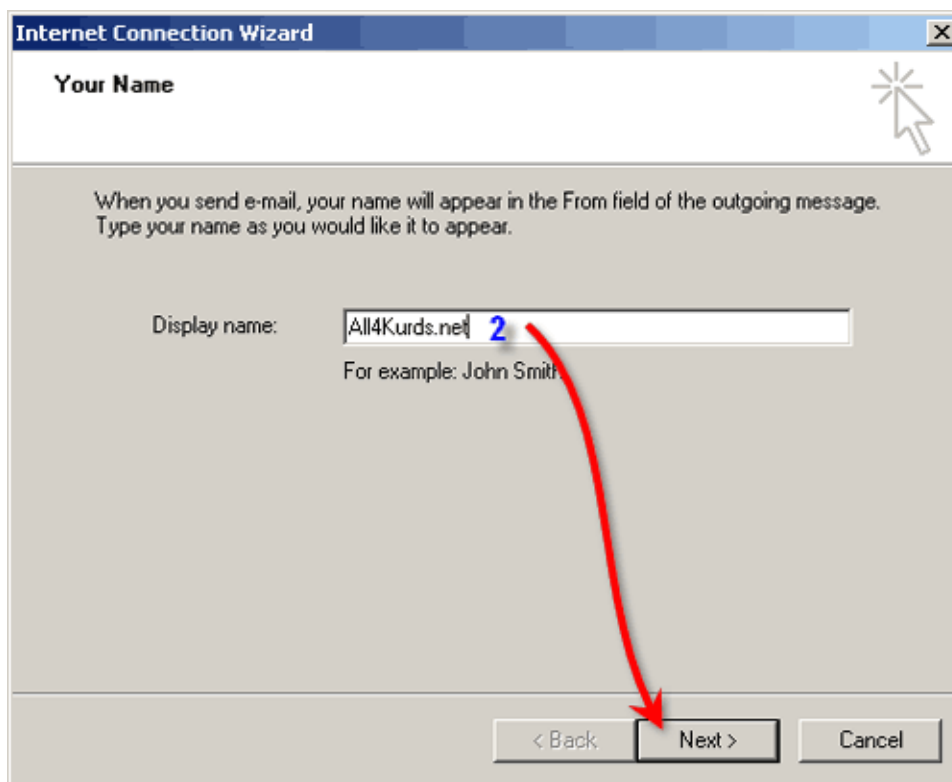 Internet Connection Wizard
Your Name
When you send e-mail, your name will appear in the From field of the outgoing message.
Type your name as you would like it to appear.
Display name: All4Kurds.net 2
For example: John Smith
< Back Next > Cancel